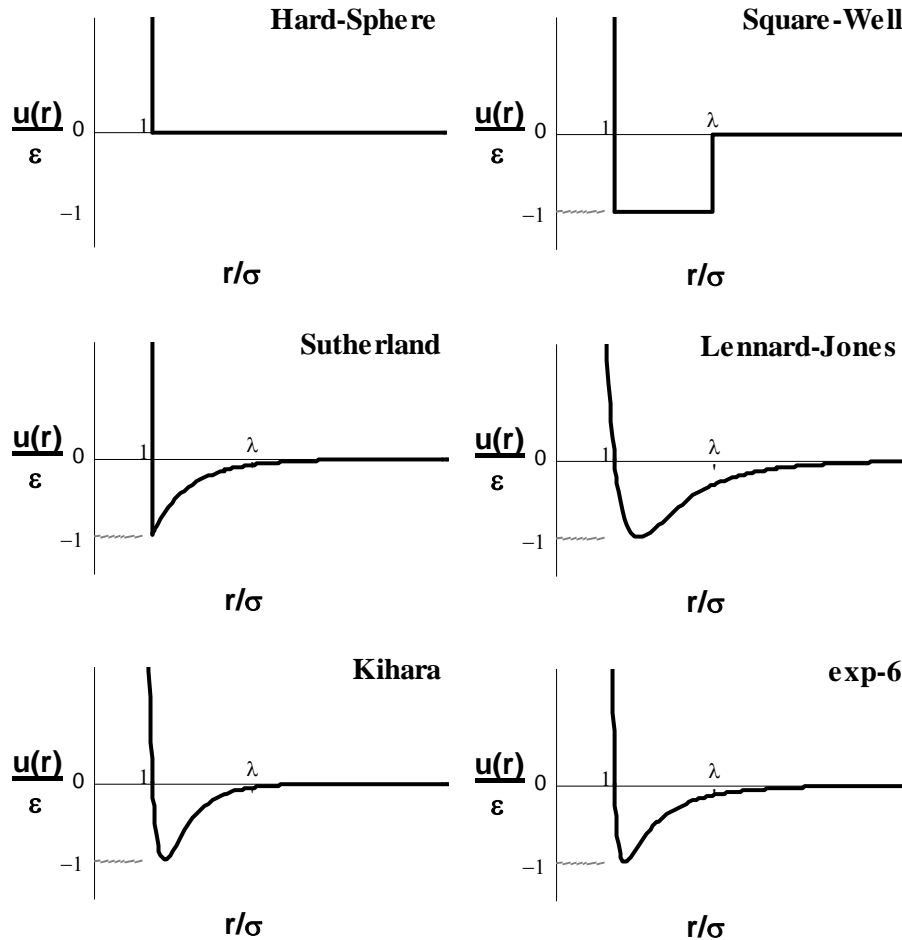 Hard-Sphere
u(r)
ε
0
1
−1
r/σ
Square-Well
u(r)
ε
0
1
λ
−1
r/σ
Sutherland
u(r)
ε
0
1
λ
−1
r/σ
Lennard-Jones
u(r)
ε
0
1
λ
−1
r/σ
Kihara
u(r)
ε
0
1
λ
−1
r/σ
exp-6
u(r)
ε
0
1
λ
−1
r/σ